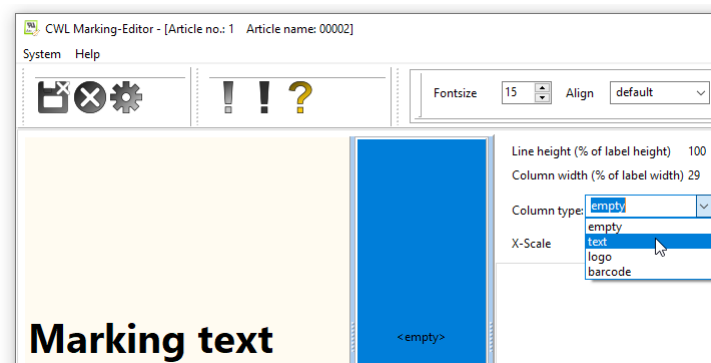 CWL Marking-Editor - [Article no.: 1 Article name: 00002]
System Help
Fontsize 15 Align default
Line height (% of label height) 100
Column width (% of label width) 29
Column type: empty
empty
text
X-Scale
logo
barcode
Marking text
<empty>